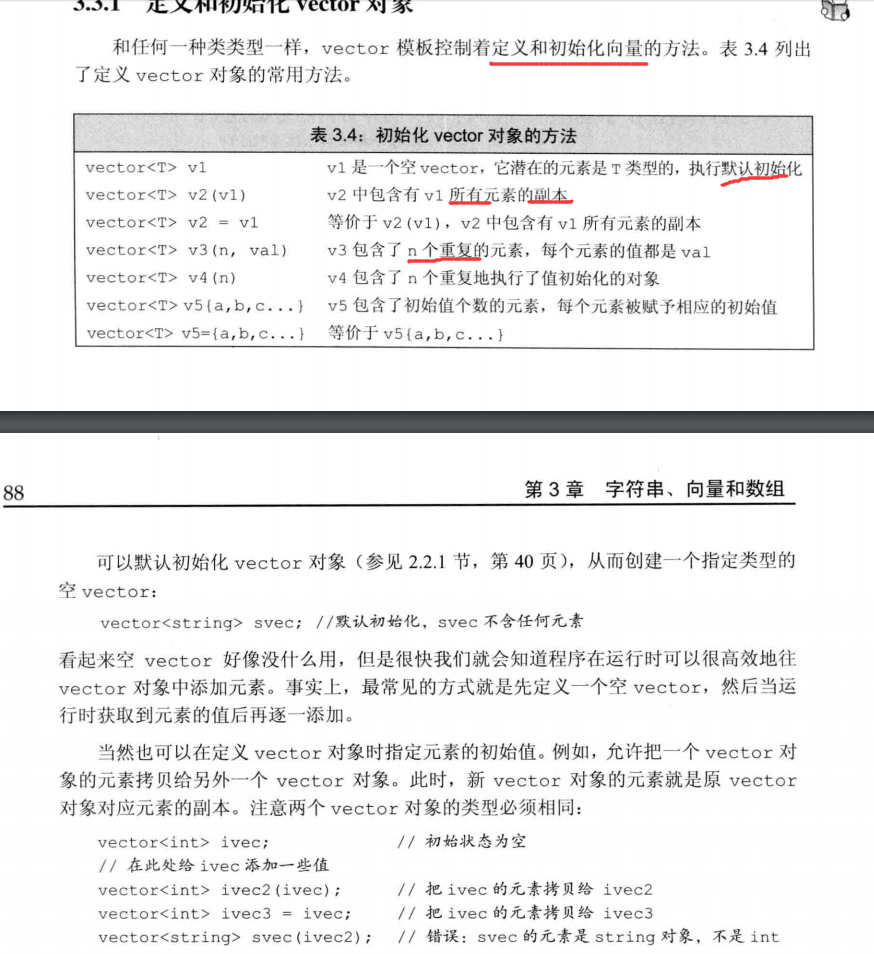 3.3.1 定义和初始化 vector 对象
和任何一种类类型一样，vector 模板控制着定义和初始化向量的方法。表 3.4 列出
了定义 vector 对象的常用方法。
表 3.4：初始化 vector 对象的方法
vector<T> v1 v1 是一个空 vector，它潜在的元素是 T 类型的，执行默认初始化
vector<T> v2(v1) v2 中包含有 v1 所有元素的副本
vector<T> v2 = v1 等价于 v2(v1)，v2 中包含有 v1 所有元素的副本
vector<T> v3(n, val) v3 包含了 n 个重复的元素，每个元素的值都是 val
vector<T> v4(n) v4 包含了 n 个重复地执行了值初始化的对象
vector<T> v5{a,b,c...} v5 包含了初始值个数的元素，每个元素被赋予相应的初始值
vector<T> v5={a,b,c...} 等价于 v5{a,b,c...}
88 第 3 章 字符串、向量和数组
可以默认初始化 vector 对象（参见 2.2.1 节，第 40 页），从而创建一个指定类型的
空 vector：
vector<string> svec; //默认初始化，svec 不含任何元素
看起来空 vector 好像没什么用，但是很快我们就会知道程序在运行时可以很高效地往
vector 对象中添加元素。事实上，最常见的方式就是先定义一个空 vector，然后当运
行时获取到元素的值后再逐一添加。
当然也可以在定义 vector 对象时指定元素的初始值。例如，允许把一个 vector 对
象的元素拷贝给另外一个 vector 对象。此时，新 vector 对象的元素就是原 vector
对象对应元素的副本。注意两个 vector 对象的类型必须相同：
vector<int> ivec; // 初始状态为空
// 在此处给 ivec 添加一些值
vector<int> ivec2(ivec); // 把 ivec 的元素拷贝给 ivec2
vector<int> ivec3 = ivec; // 把 ivec 的元素拷贝给 ivec3
vector<string> svec(ivec2); // 错误：svec 的元素是 string 对象，不是 int